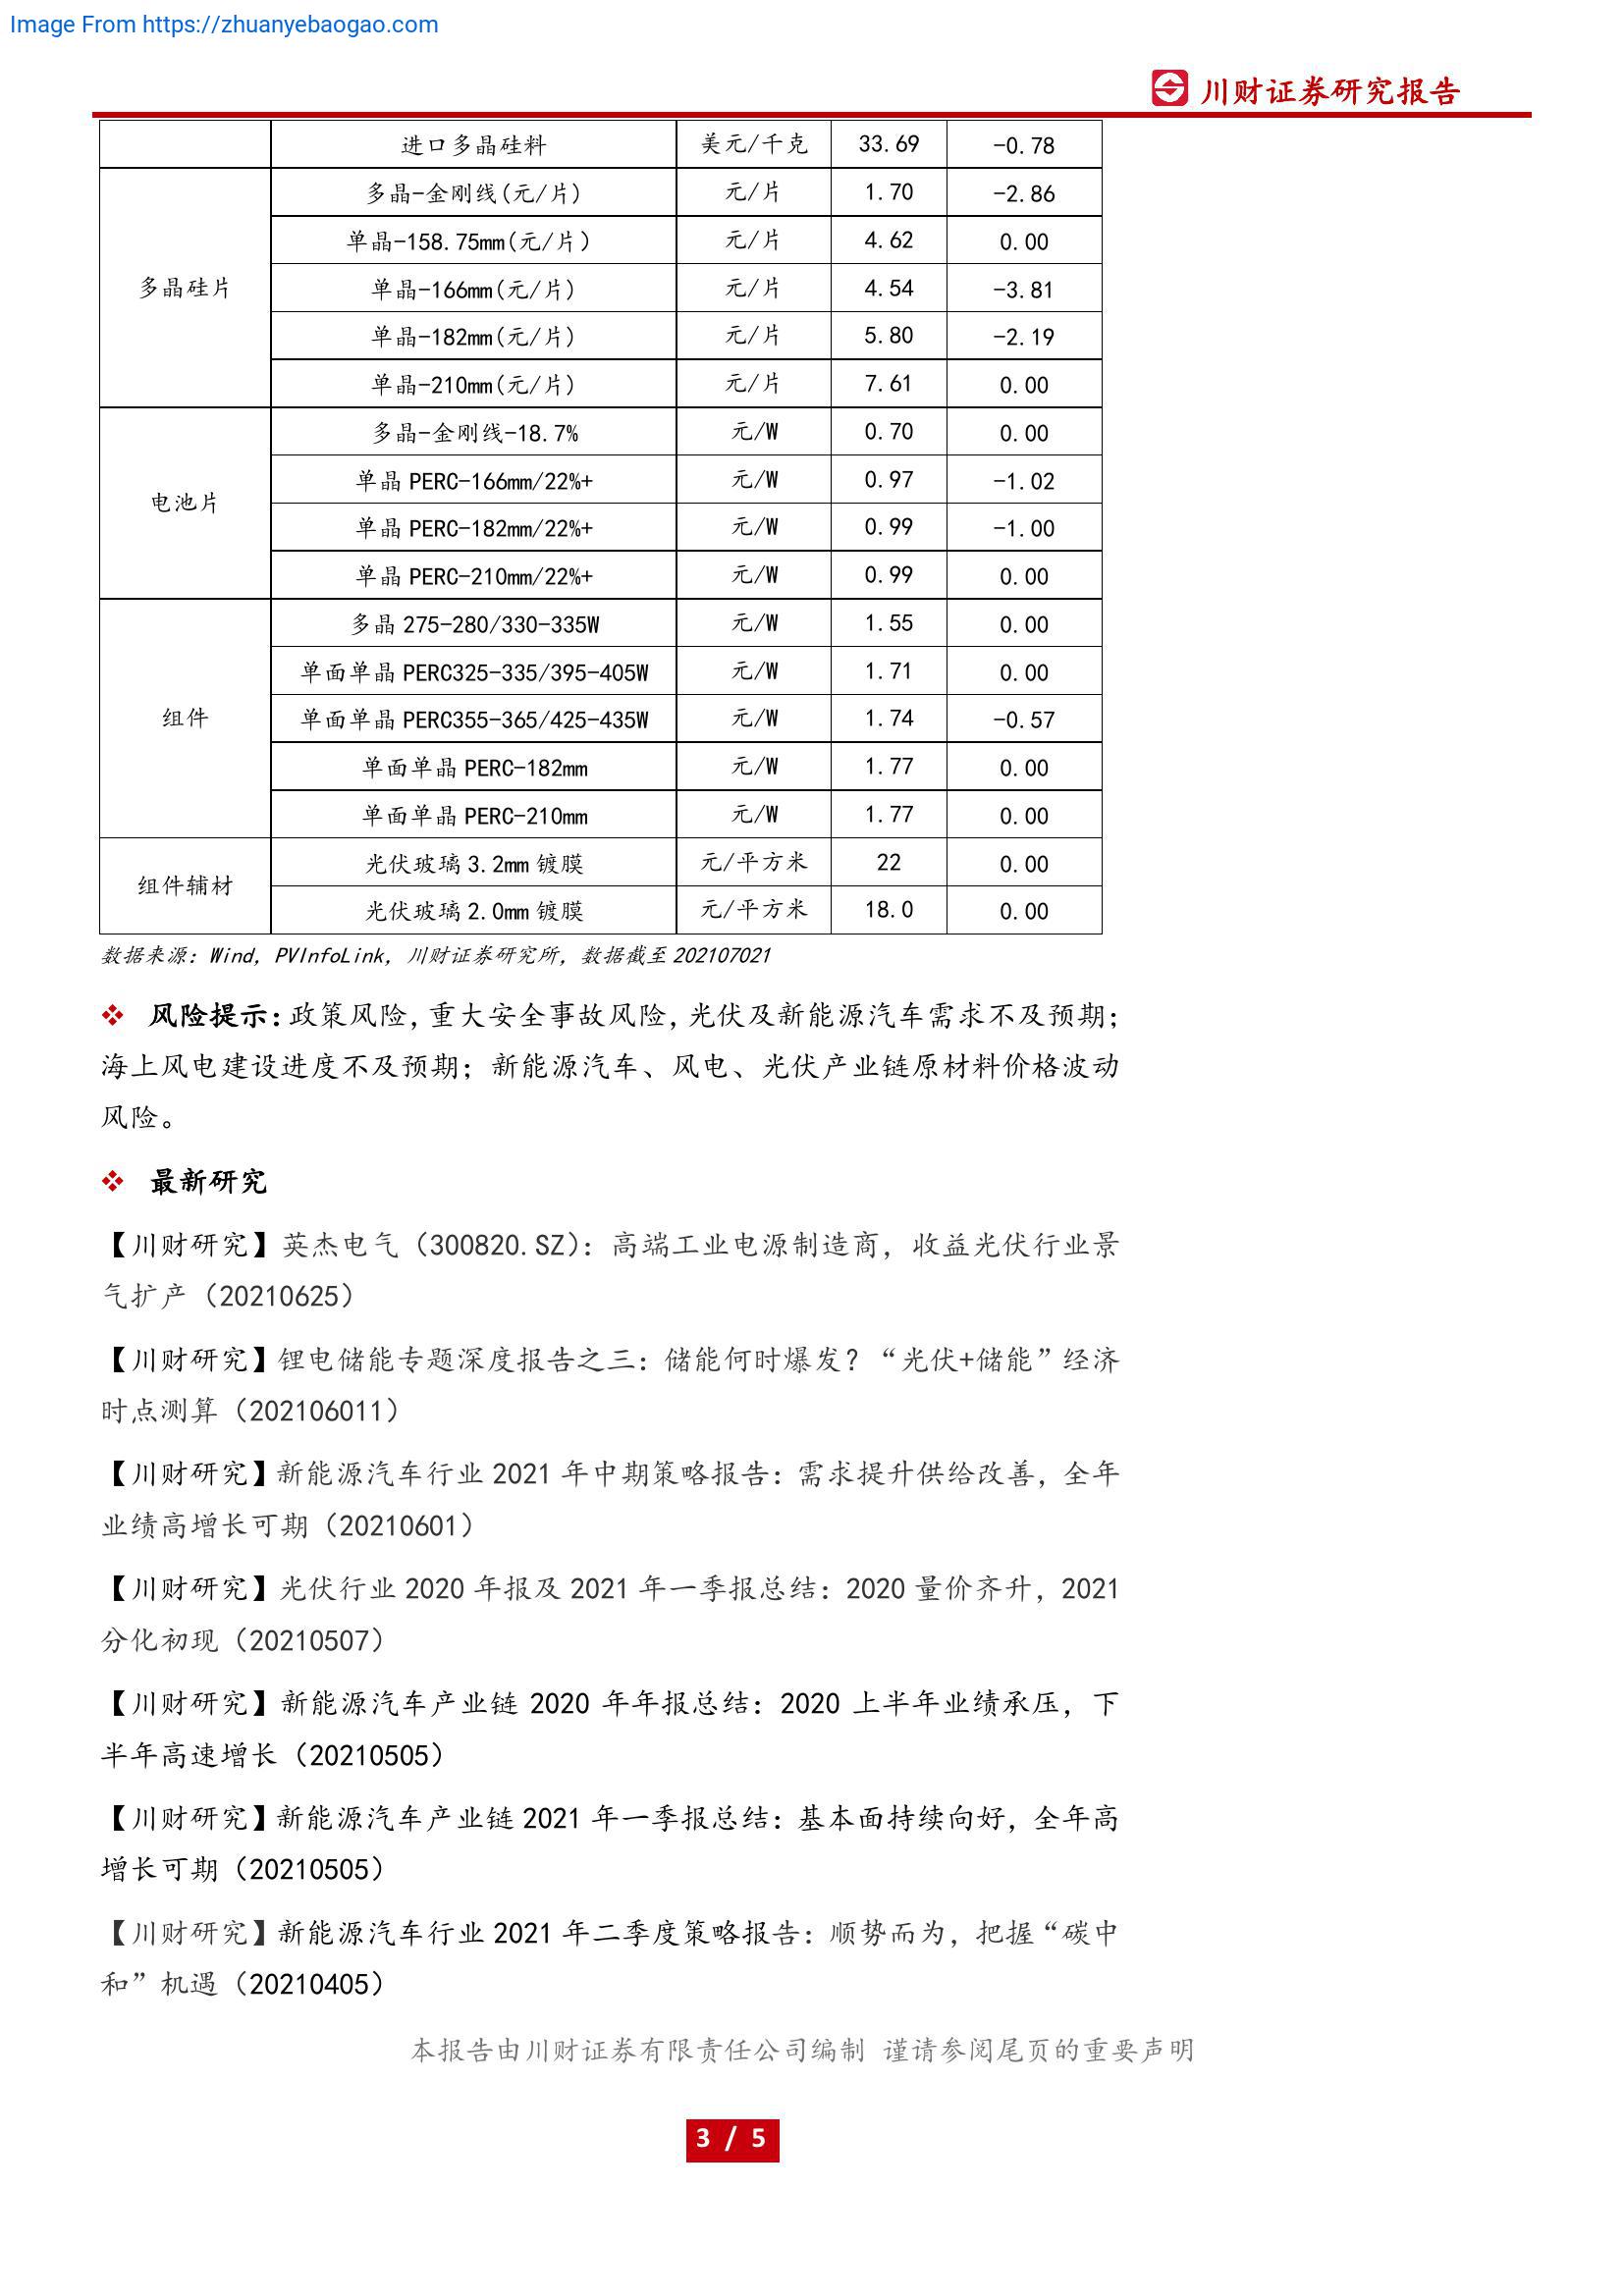 Image From https://zhuanyebaogao.com
川财证券研究报告
进口多晶硅料 美元/千克 33.69 -0.78
多晶硅片
多晶-金刚线(元/片) 元/片 1.70 -2.86
单晶-158.75mm(元/片) 元/片 4.62 0.00
单晶-166mm(元/片) 元/片 4.54 -3.81
单晶-182mm(元/片) 元/片 5.80 -2.19
单晶-210mm(元/片) 元/片 7.61 0.00
电池片
多晶-金刚线-18.7% 元/W 0.70 0.00
单晶 PERC-166mm/22%+ 元/W 0.97 -1.02
单晶 PERC-182mm/22%+ 元/W 0.99 -1.00
单晶 PERC-210mm/22%+ 元/W 0.99 0.00
组件
多晶 275-280/330-335W 元/W 1.55 0.00
单面单晶 PERC325-335/395-405W 元/W 1.71 0.00
单面单晶 PERC355-365/425-435W 元/W 1.74 -0.57
单面单晶 PERC-182mm 元/W 1.77 0.00
单面单晶 PERC-210mm 元/W 1.77 0.00
组件辅材
光伏玻璃 3.2mm 镀膜 元/平方米 22 0.00
光伏玻璃 2.0mm 镀膜 元/平方米 18.0 0.00
数据来源：Wind，PVInfoLink，川财证券研究所，数据截至 202107021
❖ 风险提示：政策风险，重大安全事故风险，光伏及新能源汽车需求不及预期；
海上风电建设进度不及预期；新能源汽车、风电、光伏产业链原材料价格波动
风险。
❖ 最新研究
【川财研究】英杰电气（300820.SZ）：高端工业电源制造商，收益光伏行业景
气扩产（20210625）
【川财研究】锂电储能专题深度报告之三：储能何时爆发？“光伏+储能”经济
时点测算（202106011）
【川财研究】新能源汽车行业 2021 年中期策略报告：需求提升供给改善，全年
业绩高增长可期（20210601）
【川财研究】光伏行业 2020 年报及 2021 年一季报总结：2020 量价齐升，2021
分化初现（20210507）
【川财研究】新能源汽车产业链 2020 年年报总结：2020 上半年业绩承压，下
半年高速增长（20210505）
【川财研究】新能源汽车产业链 2021 年一季报总结：基本面持续向好，全年高
增长可期（20210505）
【川财研究】新能源汽车行业 2021 年二季度策略报告：顺势而为，把握“碳中
和”机遇（20210405）
本报告由川财证券有限责任公司编制 谨请参阅尾页的重要声明
3 / 5